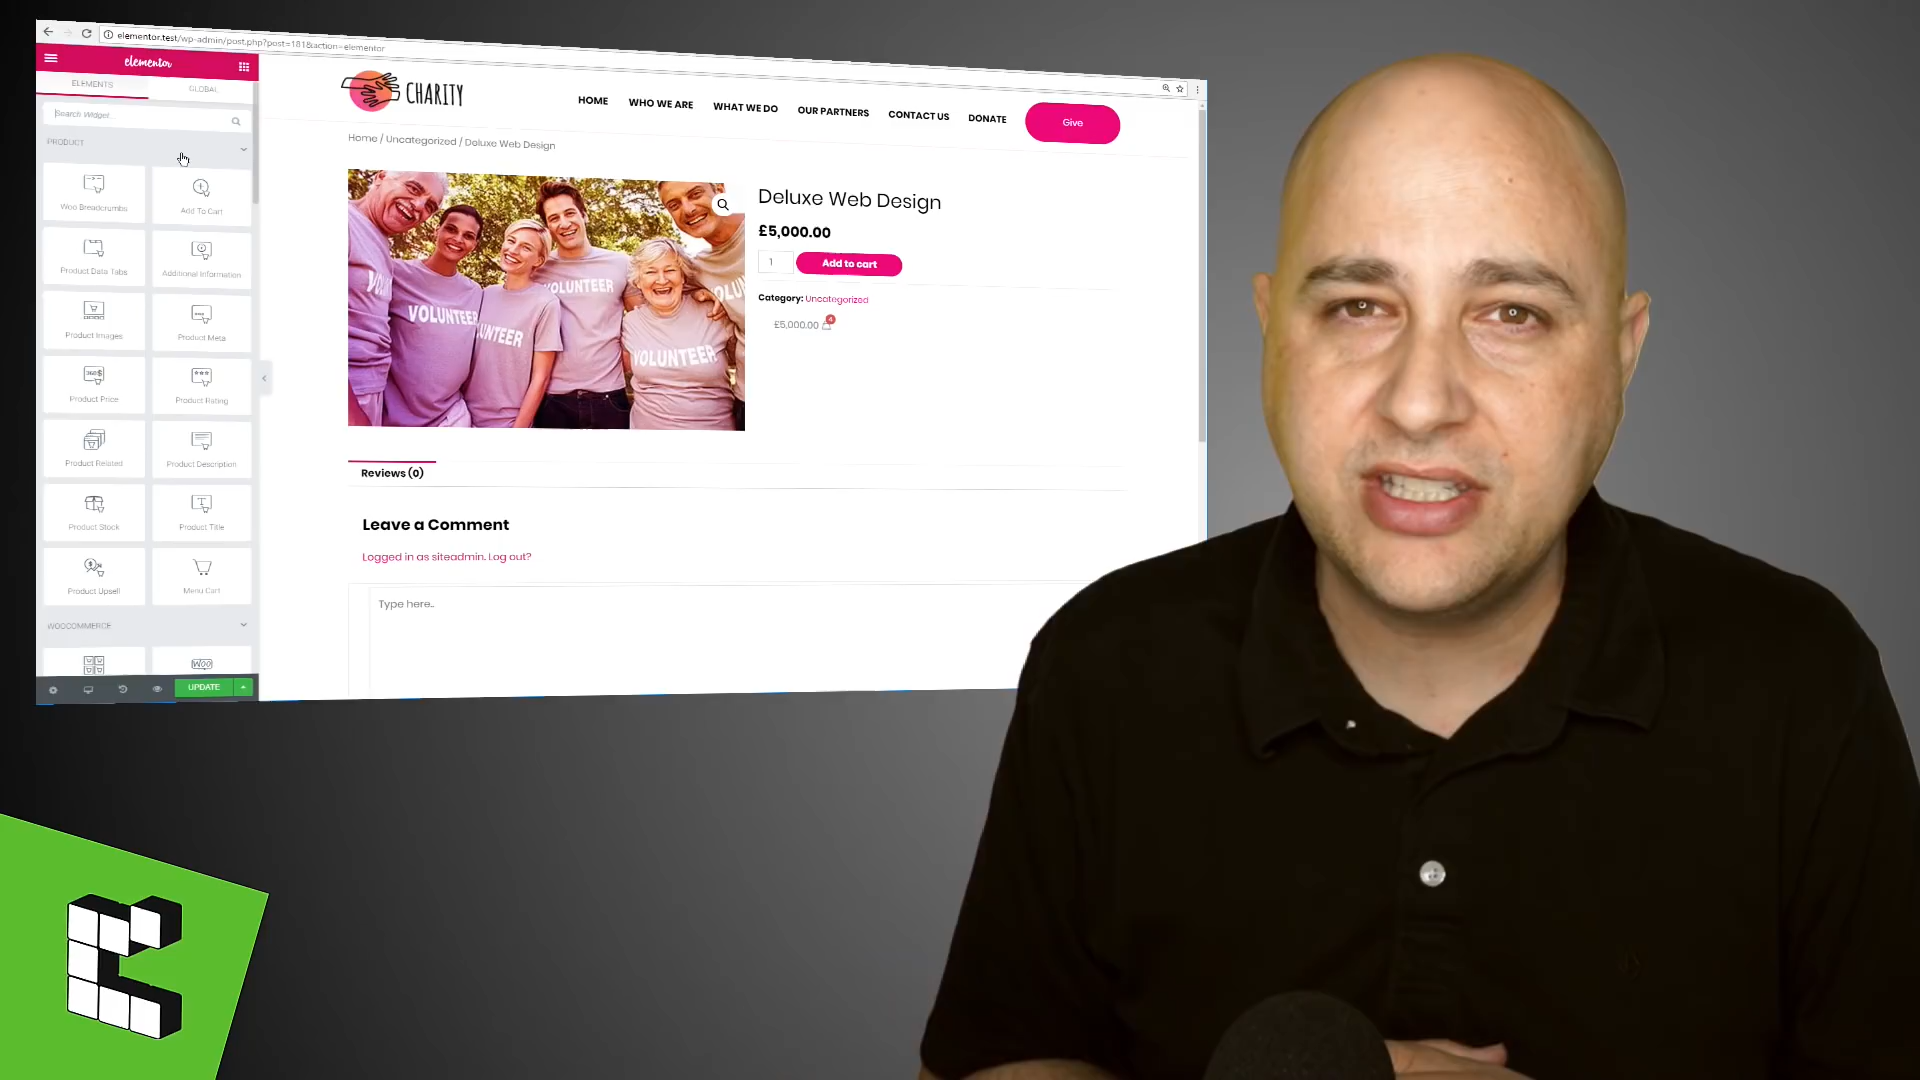 elementor.test/wp-admin/post.php?post=181&action=elementor
elementor
ELEMENTS
GLOBAL
Search Widget...
PRODUCT
Woo Breadcrumbs
Add To Cart
Product Data Tabs
Additional Information
Product Images
Product Meta
Product Price
Product Rating
Product Related
Product Description
Product Stock
Product Title
Product Upsell
Menu Cart
WOOCOMMERCE
WOO
UPDATE
CHARITY
HOME WHO WE ARE WHAT WE DO OUR PARTNERS CONTACT US DONATE Give
Home / Uncategorized / Deluxe Web Design
VOLUNTEER
VOLUNTEER
VOLUNTEER
VOLUNTEER
Deluxe Web Design
£5,000.00
1 Add to cart
Category: Uncategorized
£5,000.00 4
Reviews (0)
Leave a Comment
Logged in as siteadmin. Log out?
Type here..